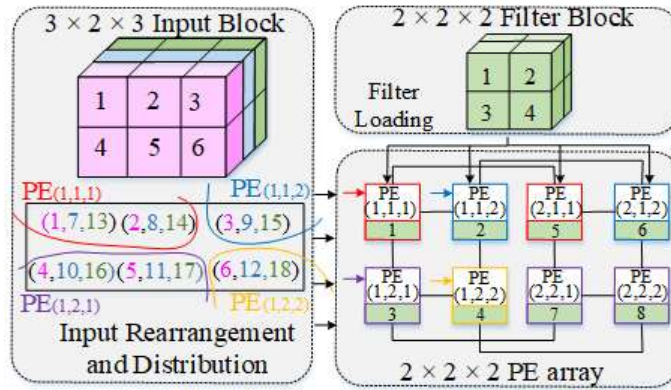 3 × 2 × 3 Input Block
1 2 3
4 5 6
PE(1,1,1)
PE(1,1,2)
(1,7,13) (2,8,14) (3,9,15)
(4,10,16) (5,11,17) (6,12,18)
PE(1,2,1)
PE(1,2,2)
Input Rearrangement
and Distribution
2 × 2 × 2 Filter Block
1 2
3 4
Filter
Loading
PE PE PE PE
(1,1,1) (1,1,2) (2,1,1) (2,1,2)
1 2 5 6
PE PE PE PE
(1,2,1) (1,2,2) (2,2,1) (2,2,2)
3 4 7 8
2 × 2 × 2 PE array